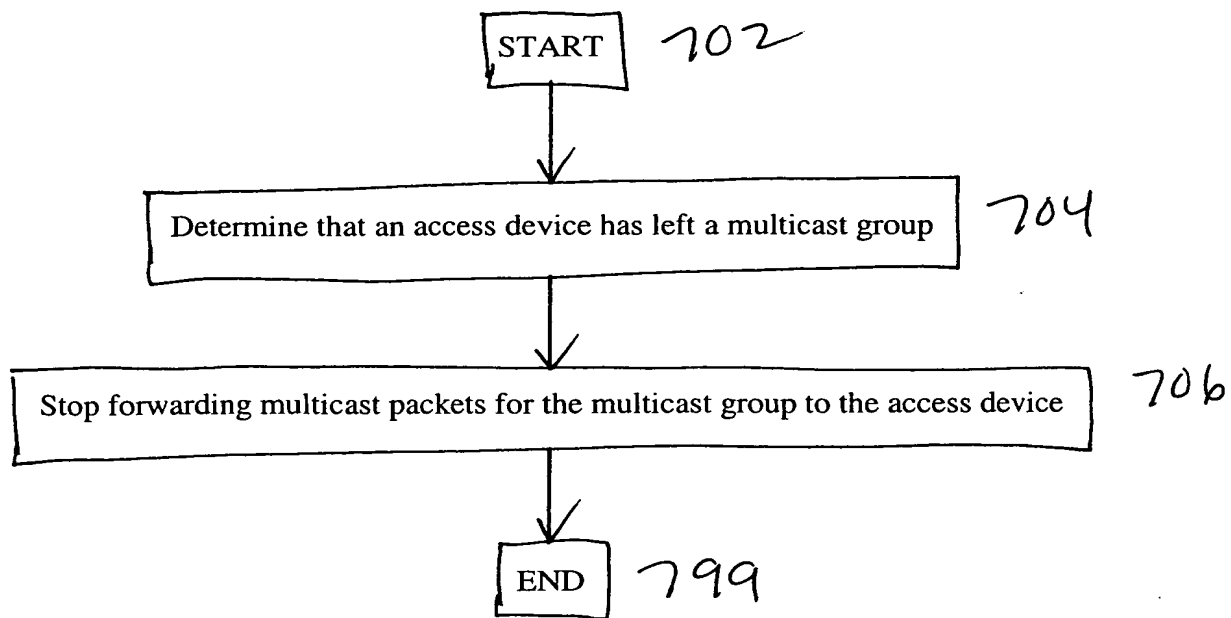 START 702
Determine that an access device has left a multicast group 704
Stop forwarding multicast packets for the multicast group to the access device 706
END 799